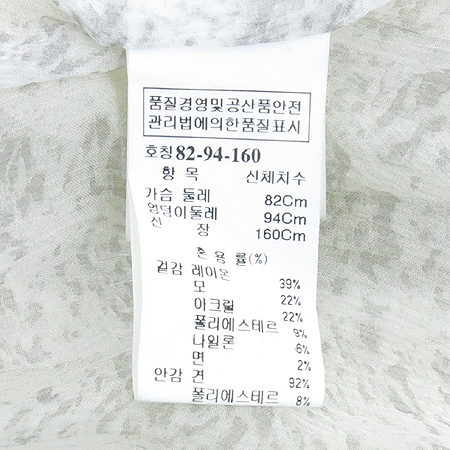 품질경영및공산품안전
관리법에의한품질표시
호칭 82-94-160
항 목 신체치수
가슴 둘레 82Cm
엉덩이둘레 94Cm
신 장 160Cm
혼 용 률(%)
겉감 레이온 39%
모 22%
아크릴 22%
폴리에스테르 9%
나일론 6%
면 2%
안감 견 92%
폴리에스테르 8%